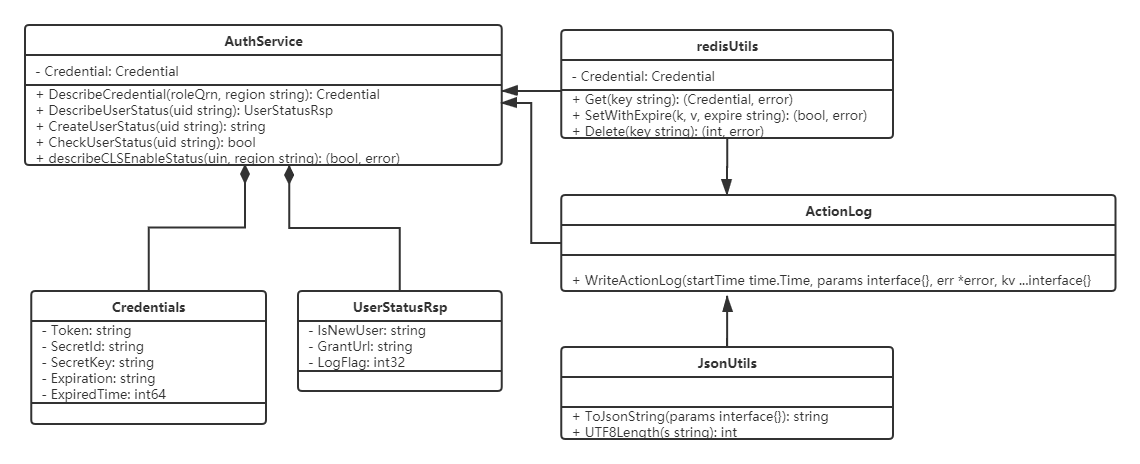 AuthService
- Credential: Credential
+ DescribeCredential(roleQrn, region string): Credential
+ DescribeUserStatus(uid string): UserStatusRsp
+ CreateUserStatus(uid string): string
+ CheckUserStatus(uid string): bool
+ describeCLSEnableStatus(uin, region string): (bool, error)
redisUtils
- Credential: Credential
+ Get(key string): (Credential, error)
+ SetWithExpire(k, v, expire string): (bool, error)
+ Delete(key string): (int, error)
ActionLog
+ WriteActionLog(startTime time.Time, params interface{}, err *error, kv ...interface{}
Credentials
- Token: string
- SecretId: string
- SecretKey: string
- Expiration: string
- ExpiredTime: int64
UserStatusRsp
- IsNewUser: string
- GrantUrl: string
- LogFlag: int32
JsonUtils
+ ToJsonString(params interface{}): string
+ UTF8Length(s string): int